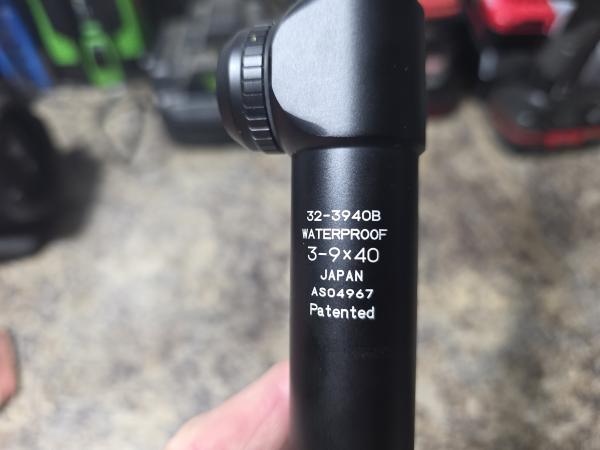 32-3940B
WATERPROOF
3-9×40
JAPAN
AS04967
Patented